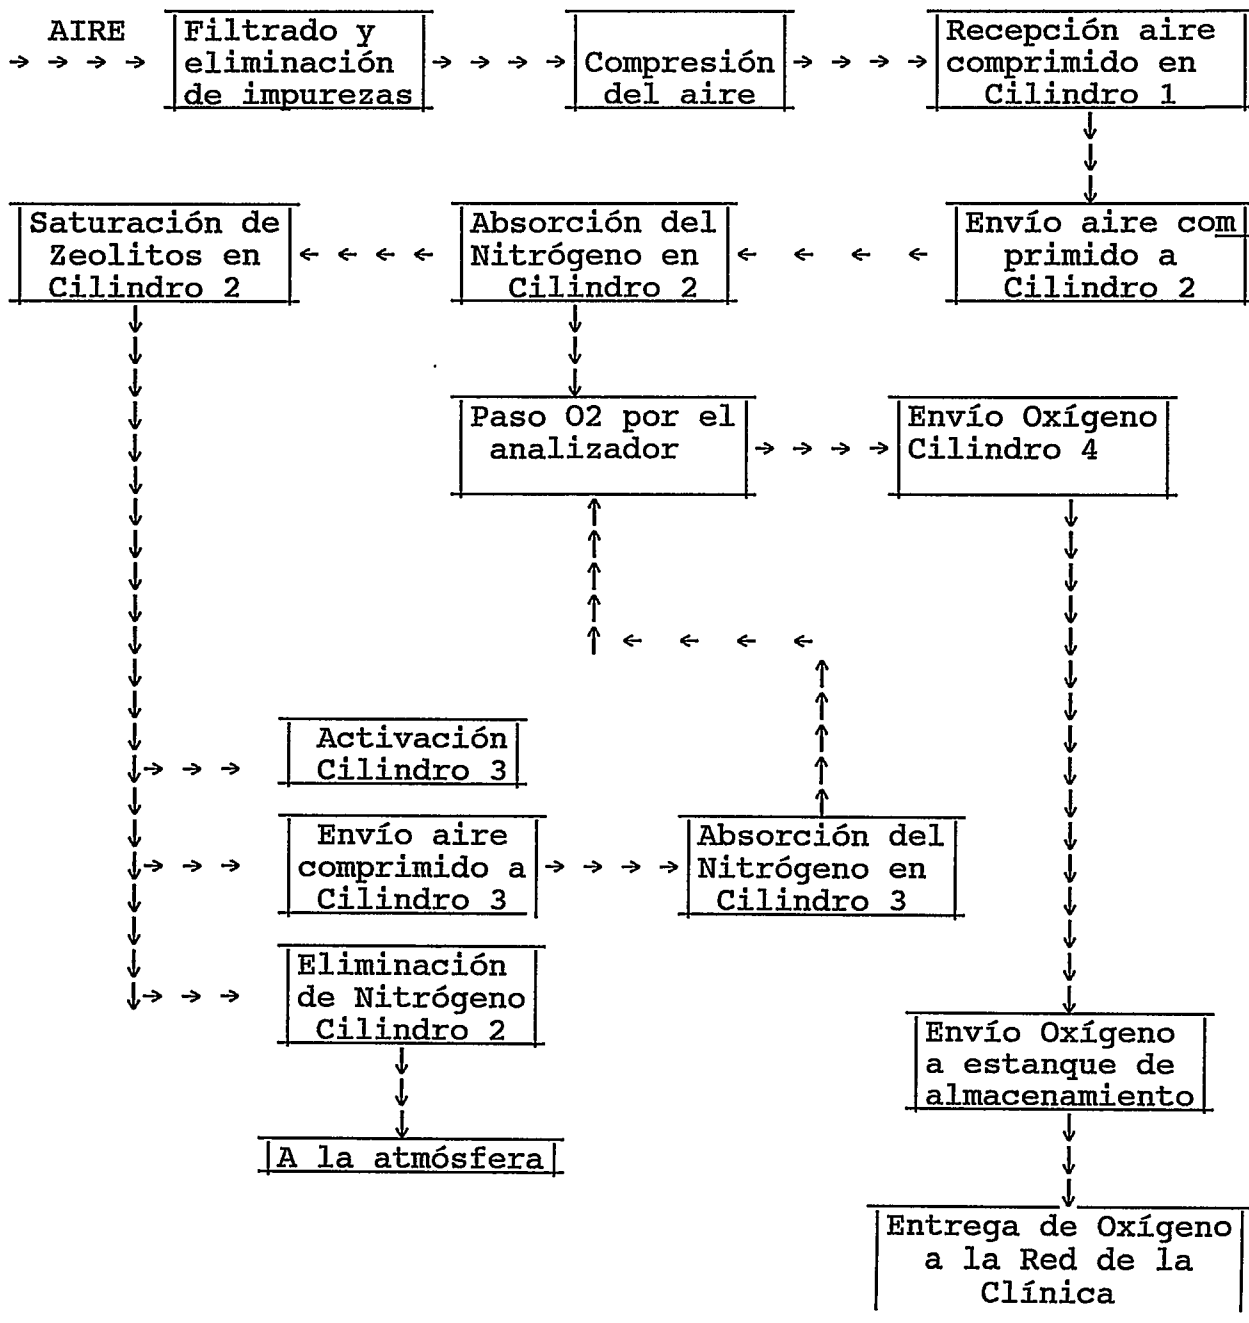 AIRE
Filtrado y
eliminación
de impurezas
Compresión
del aire
Recepción aire
comprimido en
Cilindro 1
Saturación de
Zeolitos en
Cilindro 2
Absorción del
Nitrógeno en
Cilindro 2
Envío aire com
primido a
Cilindro 2
Paso O2 por el
analizador
Envío Oxígeno
Cilindro 4
Activación
Cilindro 3
Envío aire
comprimido a
Cilindro 3
Absorción del
Nitrógeno en
Cilindro 3
Eliminación
de Nitrógeno
Cilindro 2
Envío Oxígeno
a estanque de
almacenamiento
A la atmósfera
Entrega de Oxígeno
a la Red de la
Clínica